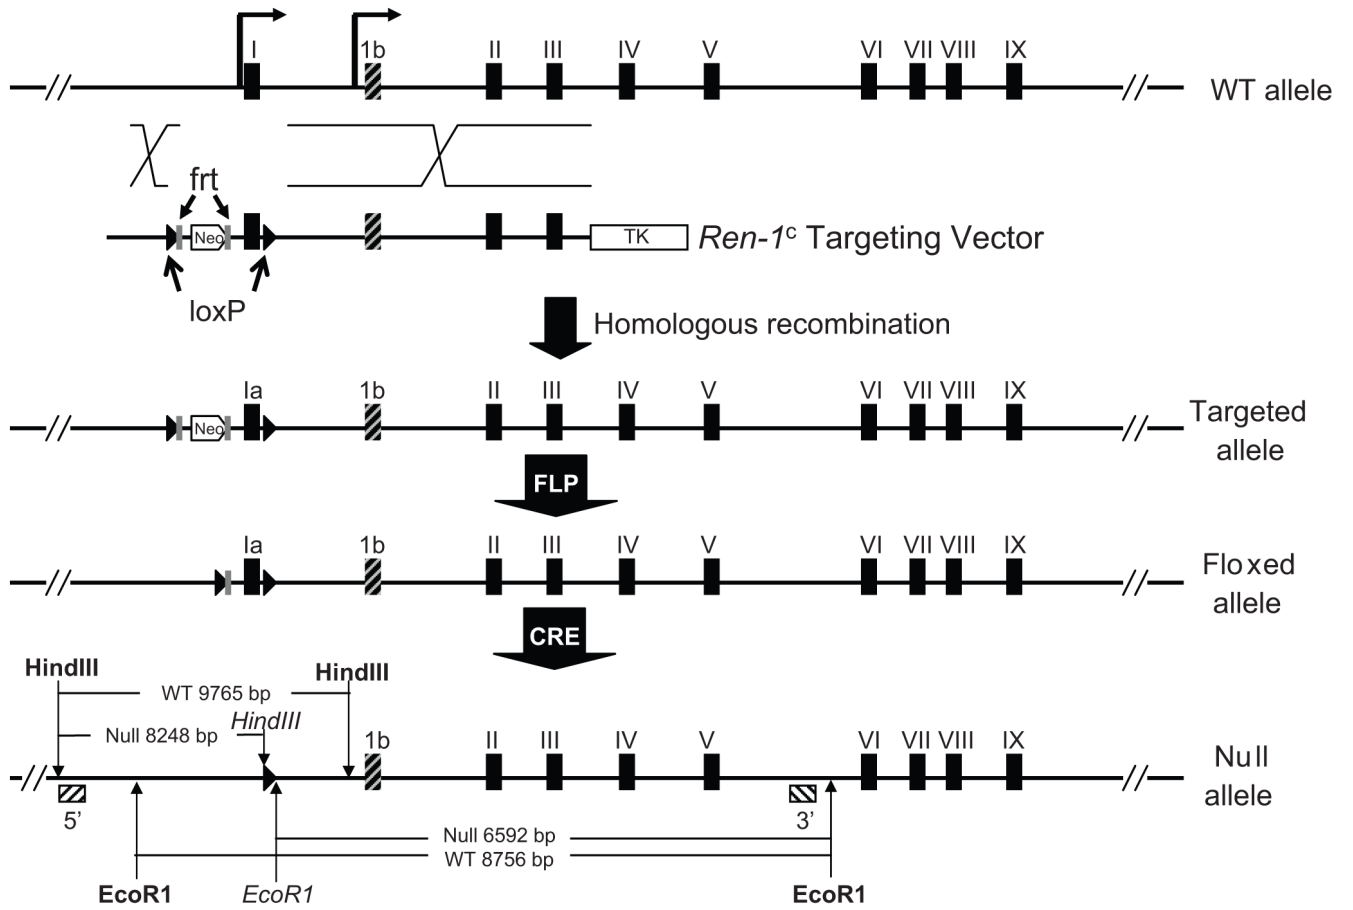 I 1b II III IV V VI VII VIII IX
WT allele
frt
Neo
TK
Ren-1c Targeting Vector
loxP
Homologous recombination
Ia 1b II III IV V VI VII VIII IX
Neo
Targeted
allele
FLP
Ia 1b II III IV V VI VII VIII IX
Floxed
allele
CRE
HindIII HindIII
WT 9765 bp
HindIII
Null 8248 bp
1b II III IV V VI VII VIII IX
Null
allele
5’ 3’
Null 6592 bp
WT 8756 bp
EcoR1 EcoR1 EcoR1